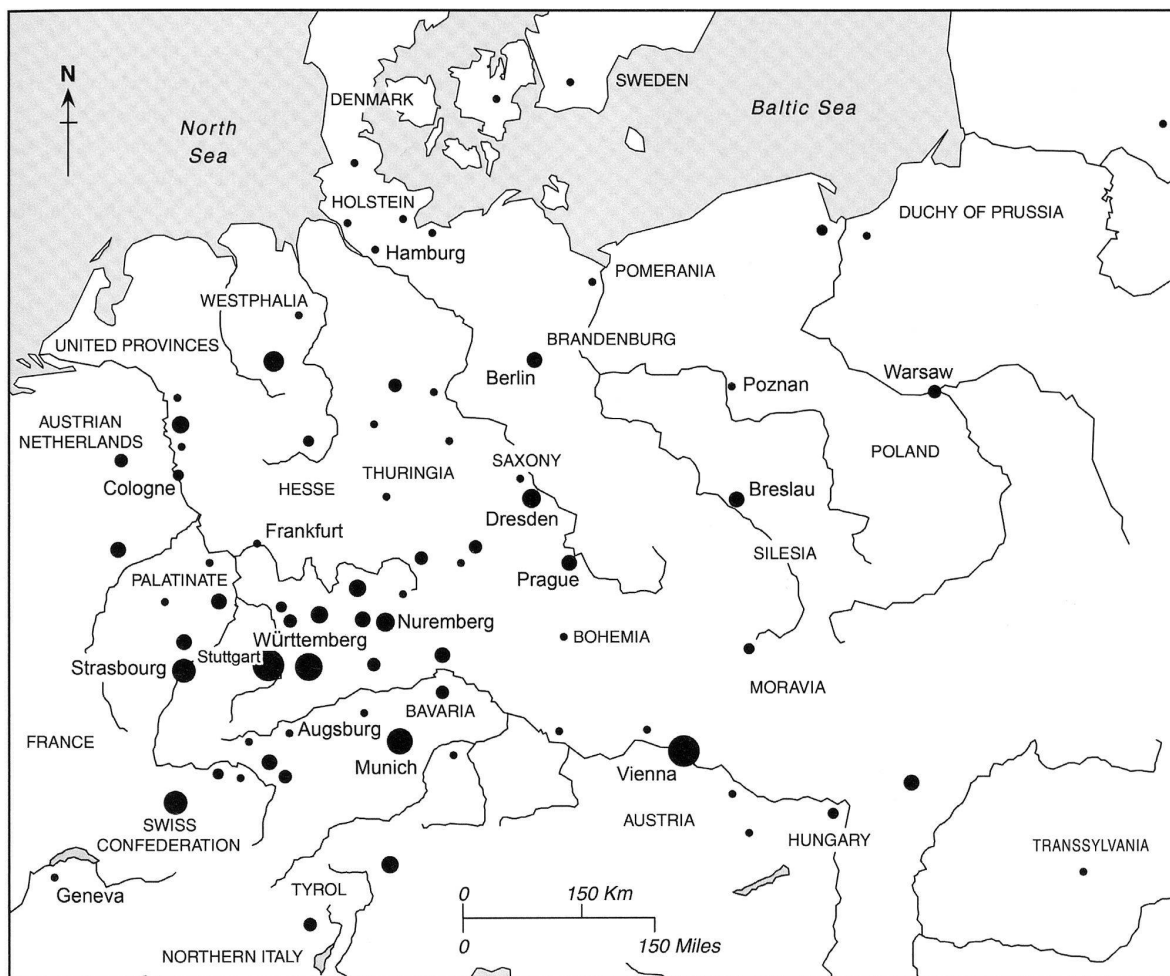 N
North
Sea
DENMARK
SWEDEN
Baltic Sea
HOLSTEIN
Hamburg
DUCHY OF PRUSSIA
POMERANIA
WESTPHALIA
UNITED PROVINCES
BRANDENBURG
Berlin
Poznan
Warsaw
AUSTRIAN
NETHERLANDS
Cologne
HESSE
THURINGIA
SAXONY
Dresden
Breslau
POLAND
Frankfurt
SILESIA
Prague
PALATINATE
Nuremberg
BOHEMIA
Württemberg
Stuttgart
Strasbourg
MORAVIA
BAVARIA
Augsburg
FRANCE
Munich
Vienna
SWISS
CONFEDERATION
AUSTRIA
HUNGARY
TRANSSYLVANIA
Geneva
TYROL
0 150 Km
0 150 Miles
NORTHERN ITALY